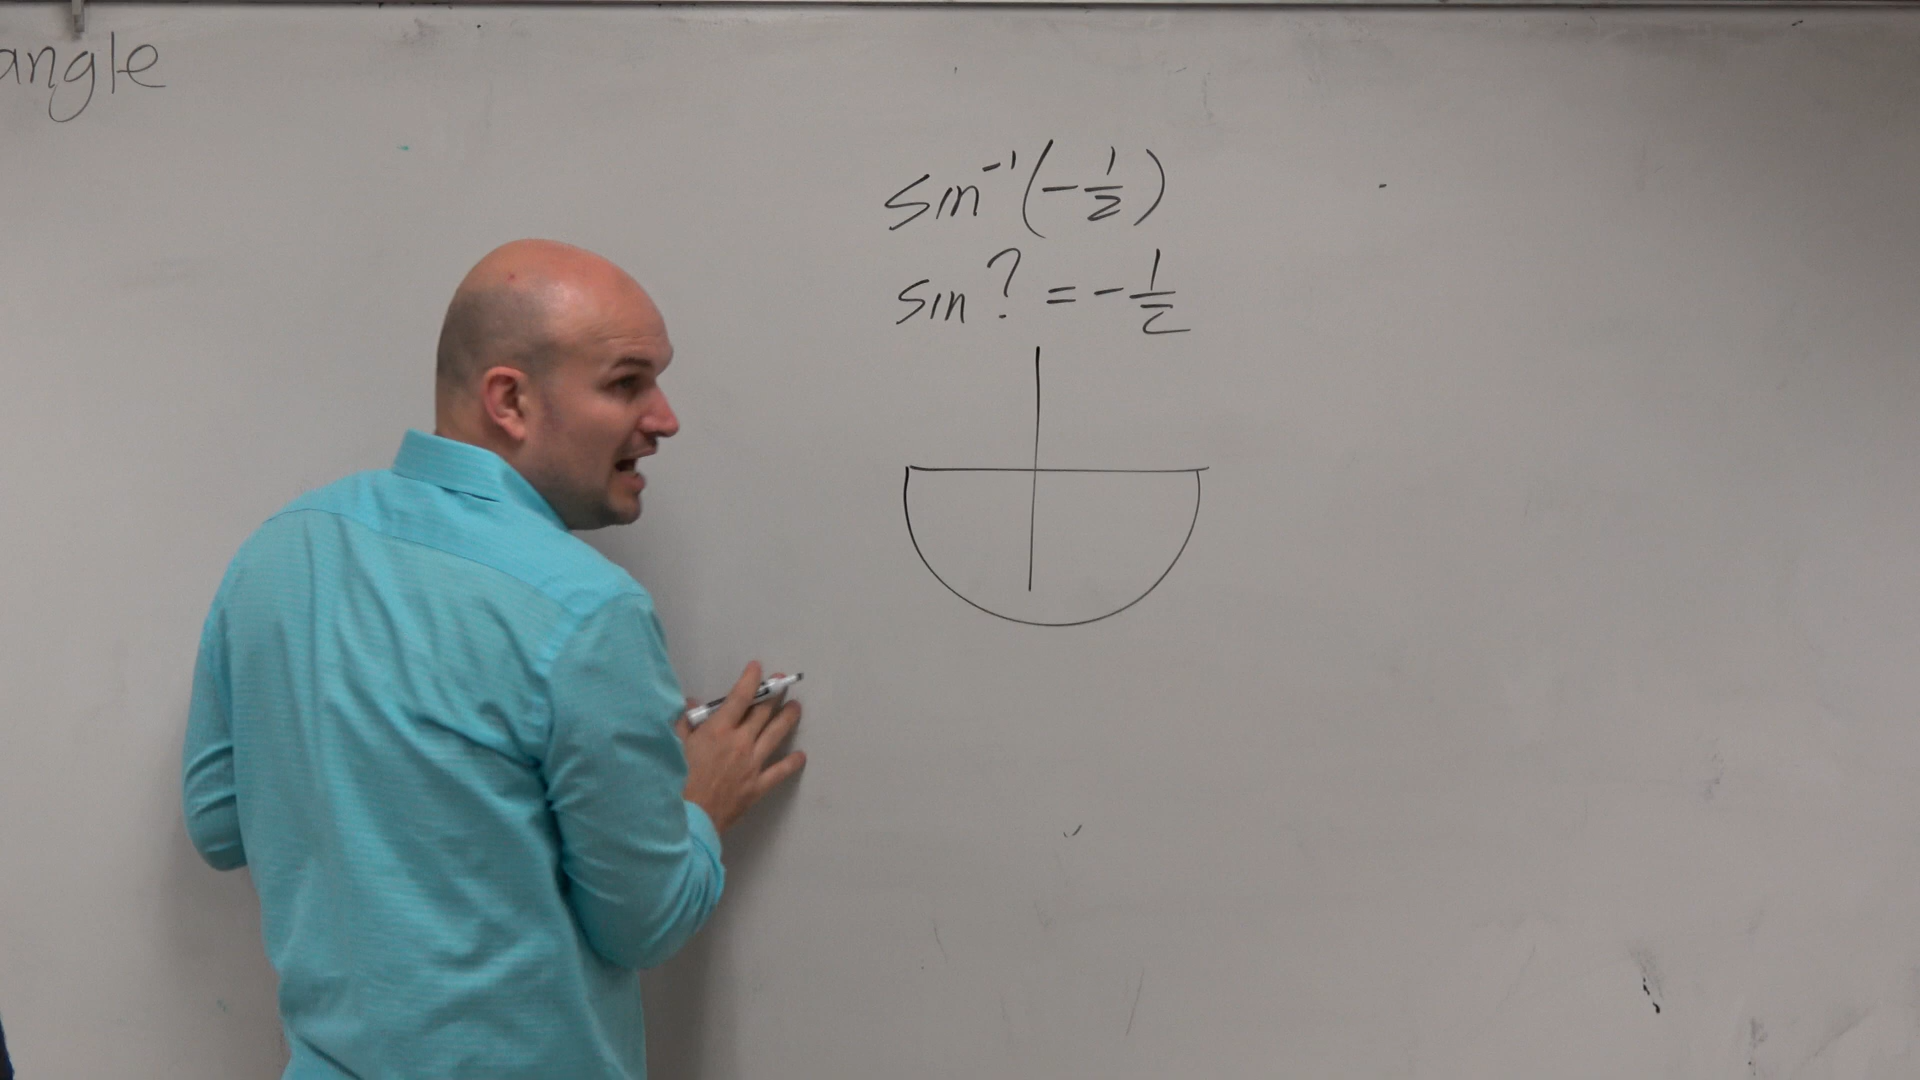 angle
sin⁻¹(-1/2)
sin ? = -1/2